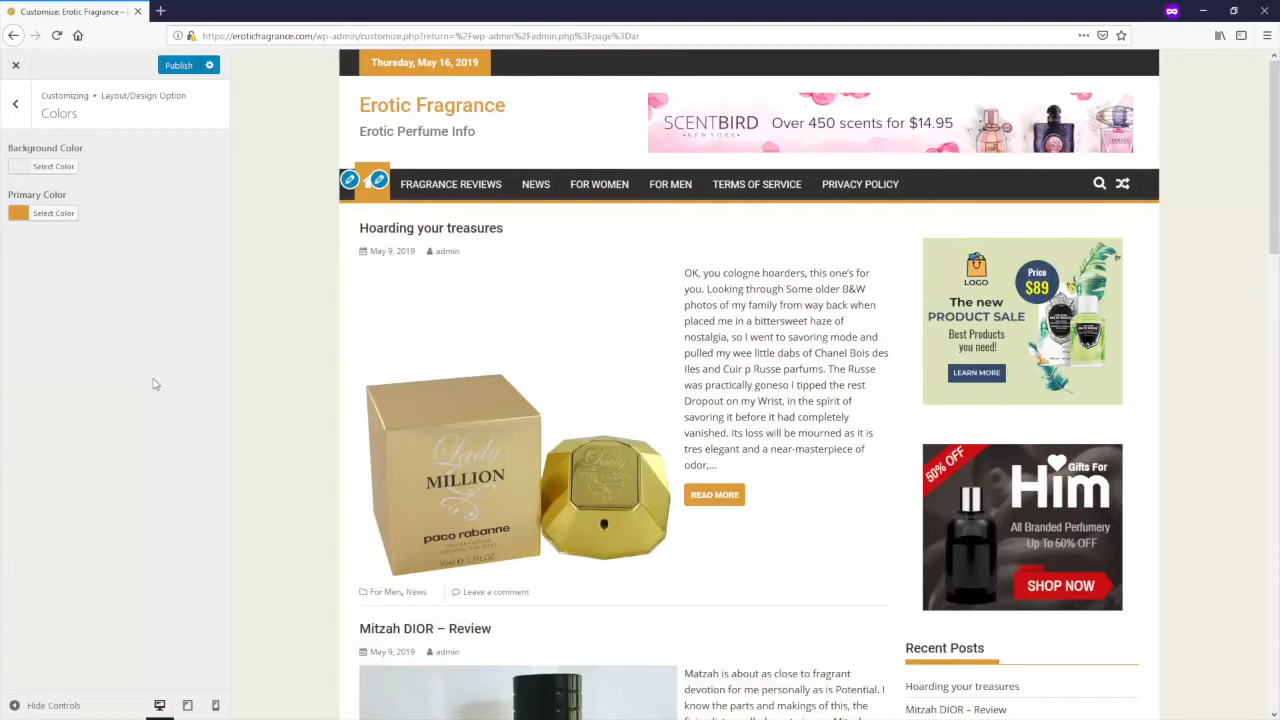 Customize: Erotic Fragrance – |
https://eroticfragrance.com/wp-admin/customize.php?return=%2Fwp-admin%2Fadmin.php%3Fpage%3Dar
Publish
Customizing ▸ Layout/Design Option
Colors
Background Color
Select Color
Primary Color
Select Color
Hide Controls
Thursday, May 16, 2019
Erotic Fragrance
Erotic Perfume Info
SCENTBIRD
NEW YORK
Over 450 scents for $14.95
FRAGRANCE REVIEWS NEWS FOR WOMEN FOR MEN TERMS OF SERVICE PRIVACY POLICY
Hoarding your treasures
May 9, 2019 admin
OK, you cologne hoarders, this one's for
you. Looking through Some older B&W
photos of my family from way back when
placed me in a bittersweet haze of
nostalgia, so I went to savoring mode and
pulled my wee little dabs of Chanel Bois des
Iles and Cuir p Russe parfums. The Russe
was practically goneso I tipped the rest
Dropout on my Wrist, in the spirit of
savoring it before it had completely
vanished. Its loss will be mourned as it is
tres elegant and a near-masterpiece of
odor,...
READ MORE
Lady
MILLION
paco rabanne
For Men, News Leave a comment
Mitzah DIOR – Review
May 9, 2019 admin
Matzah is about as close to fragrant
devotion for me personally as is Potential. I
know the parts and makings of this, the
LOGO
Price
$89
The new
PRODUCT SALE
Best Products
you need!
LEARN MORE
50% OFF
Gifts For
Him
All Branded Perfumery
Up To 50% OFF
SHOP NOW
Recent Posts
Hoarding your treasures
Mitzah DIOR – Review